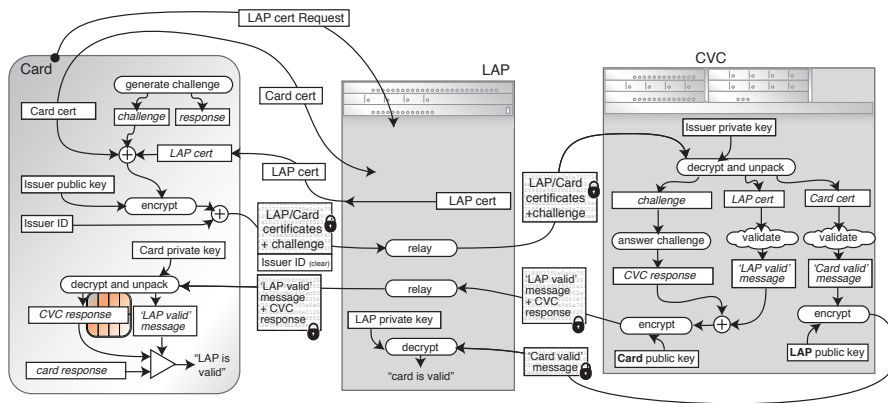 LAP cert Request
Card
LAP
CVC
generate challenge
challenge
response
Card cert
Card cert
LAP cert
LAP cert
LAP cert
Issuer public key
encrypt
Issuer ID
LAP/Card
certificates
+ challenge
Issuer ID (clear)
relay
LAP/Card
certificates
+challenge
Issuer private key
decrypt and unpack
challenge
LAP cert
Card cert
answer challenge
validate
validate
CVC response
'LAP valid'
message
'Card valid'
message
encrypt
encrypt
Card public key
LAP public key
Card private key
decrypt and unpack
CVC response
'LAP valid'
message
card response
"LAP is
valid"
'LAP valid'
message
+ CVC
response
relay
'LAP valid'
message
+ CVC
response
LAP private key
decrypt
"card is valid"
'Card valid'
message